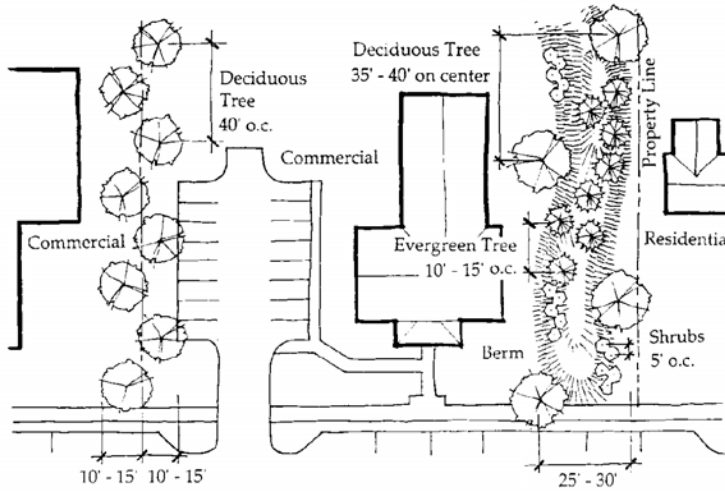 Deciduous
Tree
40' o.c.
Deciduous Tree
35' - 40' on center
Property Line
Commercial
Commercial
Evergreen Tree
10' - 15' o.c.
Residentia
Berm
Shrubs
5' o.c.
10' - 15'
10' - 15'
25' - 30'